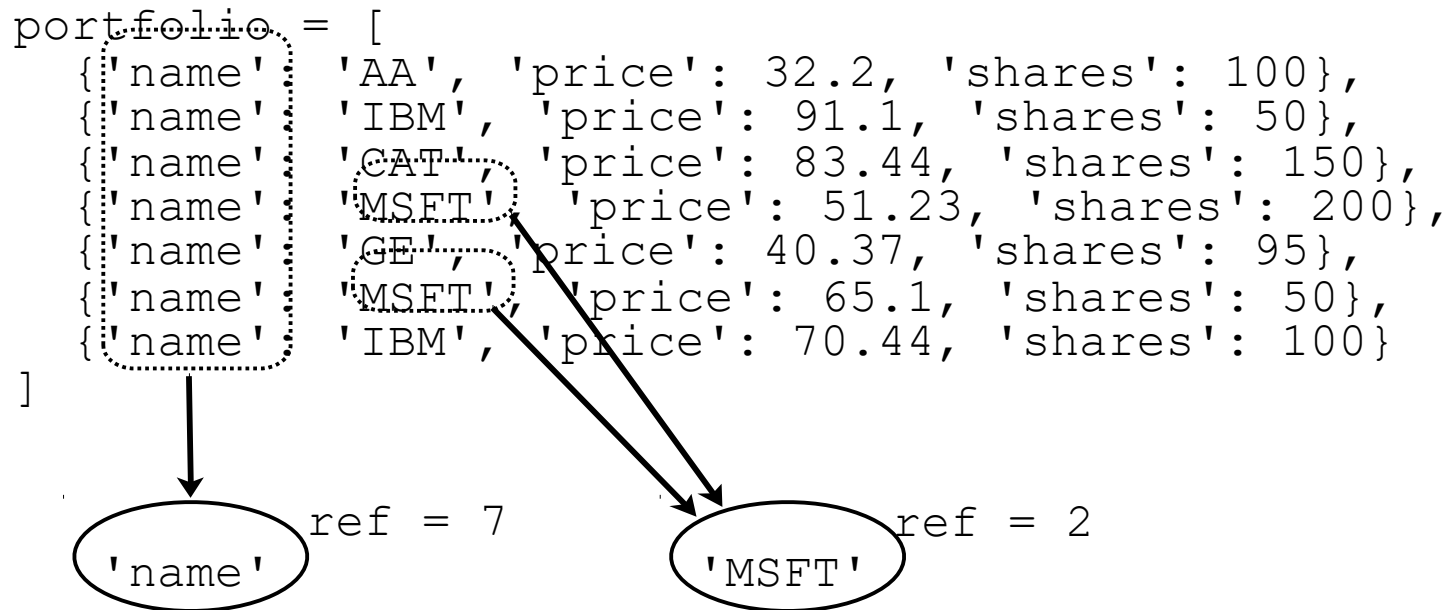 portfolio = [
{'name': 'AA', 'price': 32.2, 'shares': 100},
{'name': 'IBM', 'price': 91.1, 'shares': 50},
{'name': 'CAT', 'price': 83.44, 'shares': 150},
{'name': 'MSFT', 'price': 51.23, 'shares': 200},
{'name': 'GE', 'price': 40.37, 'shares': 95},
{'name': 'MSFT', 'price': 65.1, 'shares': 50},
{'name': 'IBM', 'price': 70.44, 'shares': 100}
]
ref = 7 ref = 2
'name' 'MSFT'